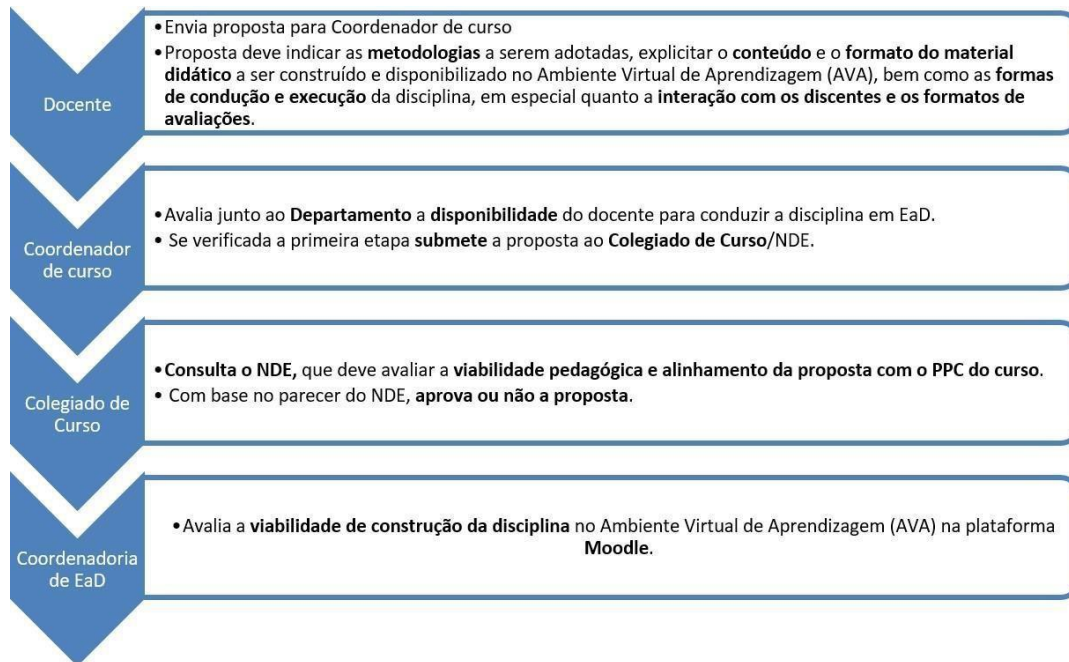 Docente
•Envia proposta para Coordenador de curso
•Proposta deve indicar as metodologias a serem adotadas, explicitar o conteúdo e o formato do material
didático a ser construído e disponibilizado no Ambiente Virtual de Aprendizagem (AVA), bem como as formas
de condução e execução da disciplina, em especial quanto a interação com os discentes e os formatos de
avaliações.
Coordenador
de curso
•Avalia junto ao Departamento a disponibilidade do docente para conduzir a disciplina em EaD.
• Se verificada a primeira etapa submete a proposta ao Colegiado de Curso/NDE.
Colegiado de
Curso
•Consulta o NDE, que deve avaliar a viabilidade pedagógica e alinhamento da proposta com o PPC do curso.
• Com base no parecer do NDE, aprova ou não a proposta.
Coordenadoria
de EaD
•Avalia a viabilidade de construção da disciplina no Ambiente Virtual de Aprendizagem (AVA) na plataforma
Moodle.